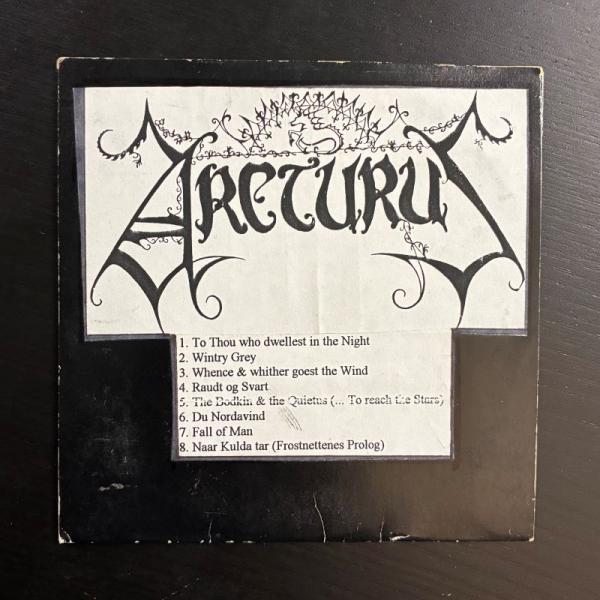 ARCTURUS
1. To Thou who dwellest in the Night
2. Wintry Grey
3. Whence & whither goest the Wind
4. Raudt og Svart
5. The Bodkin & the Quietus (... To reach the Stars)
6. Du Nordavind
7. Fall of Man
8. Naar Kulda tar (Frostnettenes Prolog)